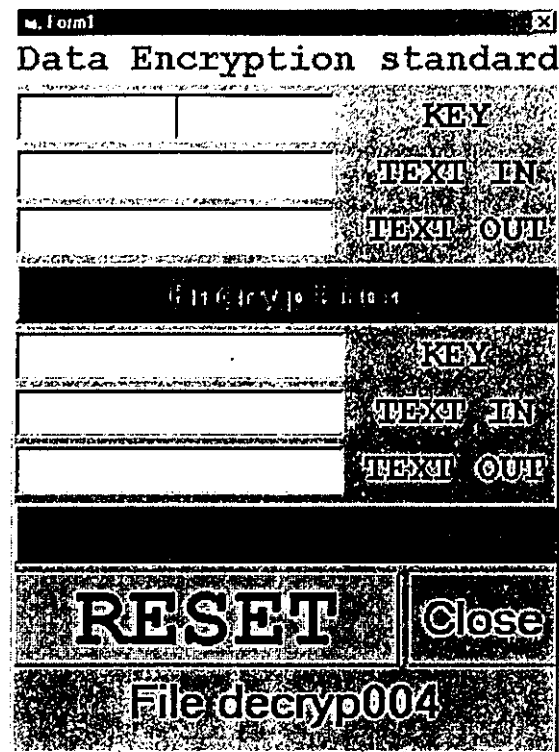 Form1
Data Encryption standard
KEY
TEXT IN
TEXT OUT
Encryption
KEY
TEXT IN
TEXT OUT
RESET
Close
File decryp004